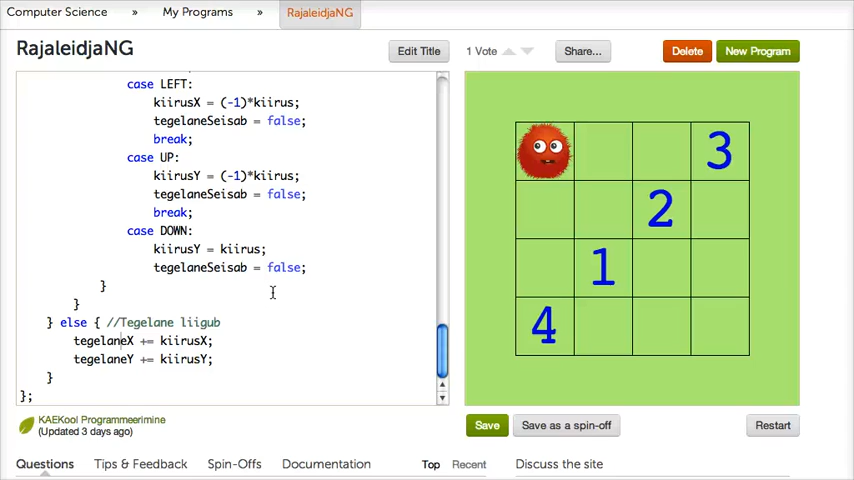 Computer Science » My Programs » RajaleidjaNG
RajaleidjaNG
Edit Title
1 Vote
Share...
Delete
New Program
case LEFT:
kiirusX = (-1)*kiirus;
tegelaneSeisab = false;
break;
case UP:
kiirusY = (-1)*kiirus;
tegelaneSeisab = false;
break;
case DOWN:
kiirusY = kiirus;
tegelaneSeisab = false;
}
}
} else { //Tegelane liigub
tegelaneX += kiirusX;
tegelaneY += kiirusY;
}
};
3
2
1
4
KAEKool Programmeerimine
(Updated 3 days ago)
Save
Save as a spin-off
Restart
Questions Tips & Feedback Spin-Offs Documentation Top Recent Discuss the site